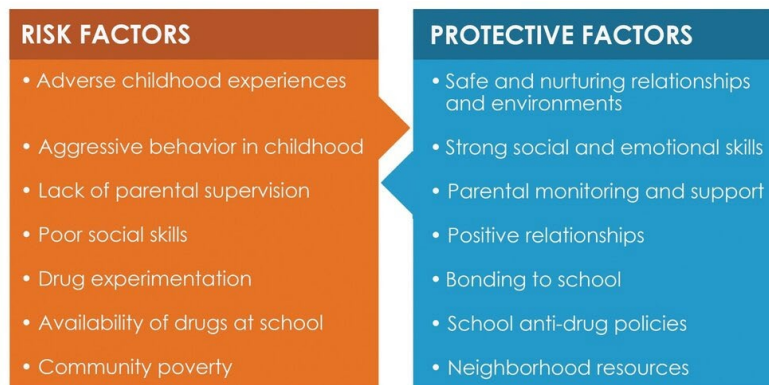 RISK FACTORS
• Adverse childhood experiences
• Aggressive behavior in childhood
• Lack of parental supervision
• Poor social skills
• Drug experimentation
• Availability of drugs at school
• Community poverty
PROTECTIVE FACTORS
• Safe and nurturing relationships
and environments
• Strong social and emotional skills
• Parental monitoring and support
• Positive relationships
• Bonding to school
• School anti-drug policies
• Neighborhood resources